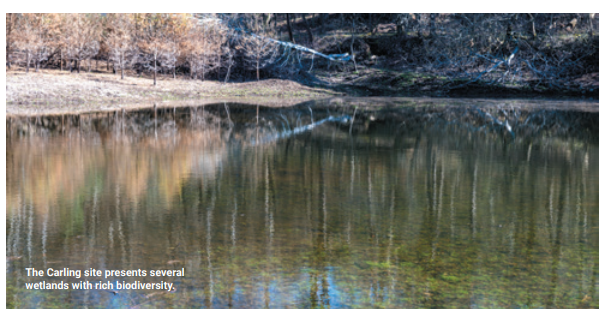 The Carling site presents several
wetlands with rich biodiversity.